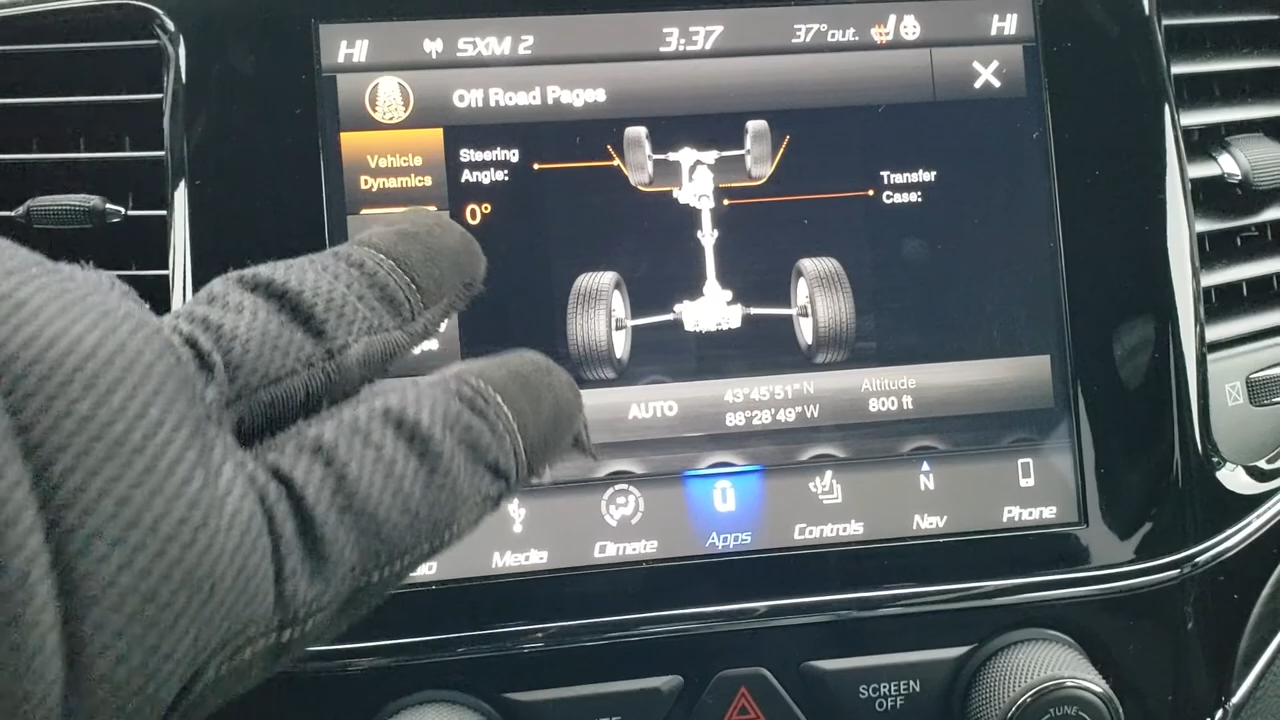 HI SXM 2 3:37 37°out. HI
Off Road Pages
Vehicle
Dynamics
Steering
Angle:
0°
Transfer
Case:
AUTO
43°45'51"N
88°28'49"W
Altitude
800 ft
Media
Climate
Apps
Controls
N
Nav
Phone
SCREEN
OFF
TUNE